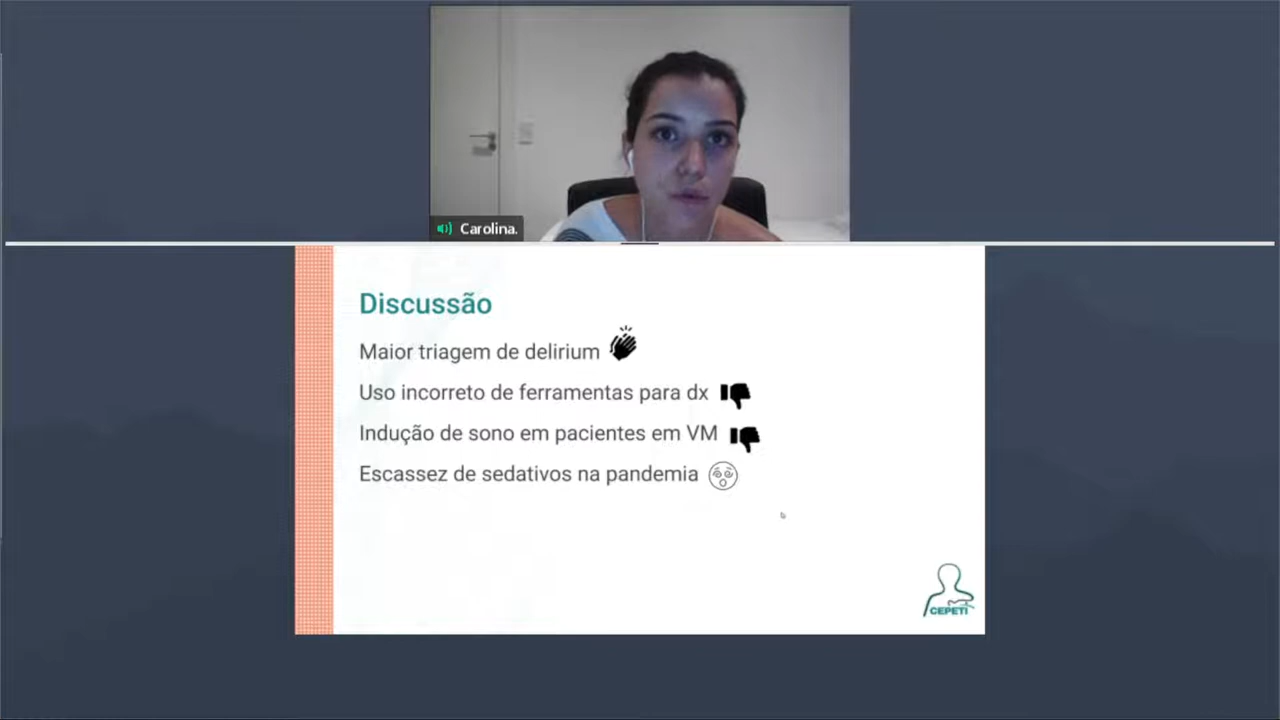 Carolina.
Discussão
Maior triagem de delirium
Uso incorreto de ferramentas para dx
Indução de sono em pacientes em VM
Escassez de sedativos na pandemia
CEPETI